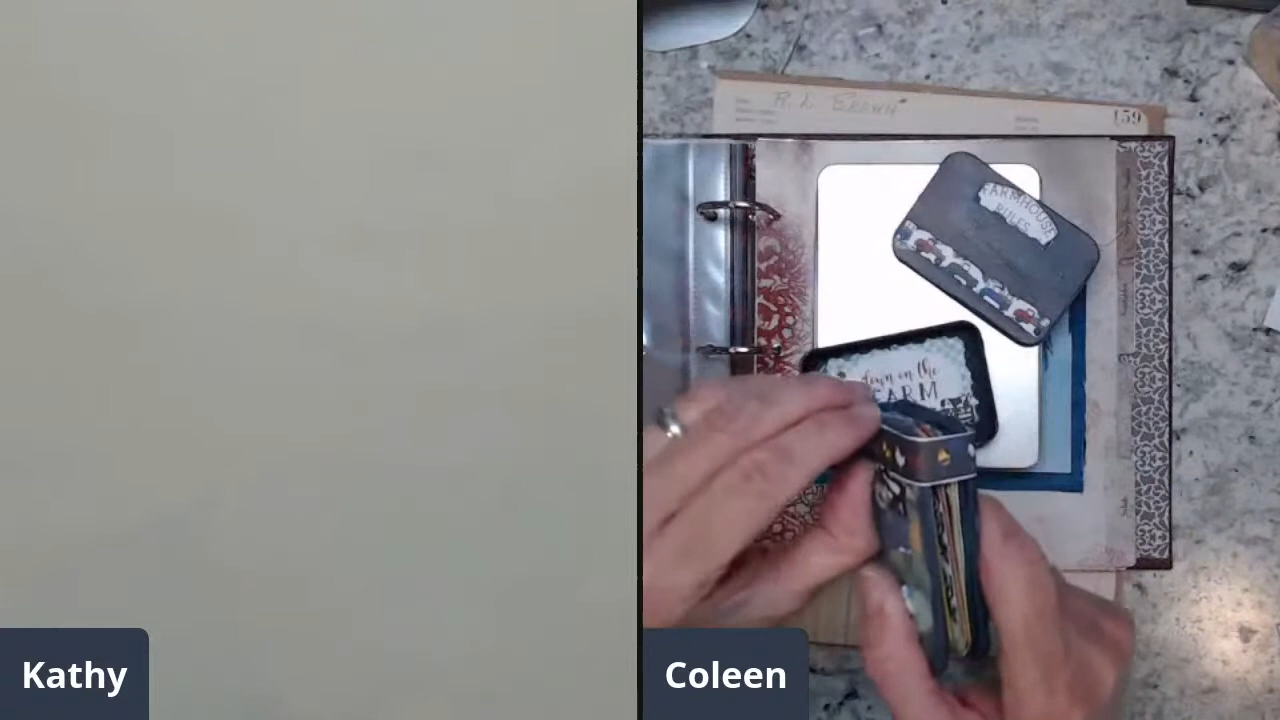 R. L. BROWN
159
FARMHOUSE
RULES
down on the
FARM
Kathy
Coleen